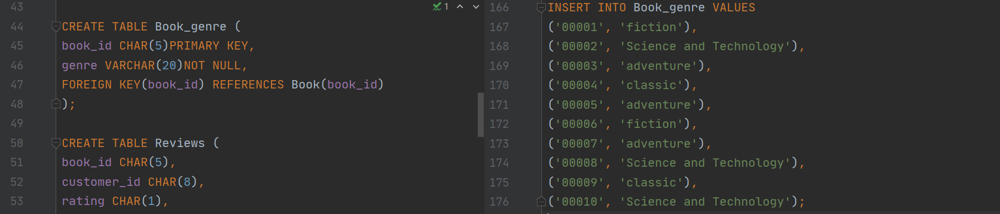 43
44 CREATE TABLE Book_genre (
45 book_id CHAR(5)PRIMARY KEY,
46 genre VARCHAR(20)NOT NULL,
47 FOREIGN KEY(book_id) REFERENCES Book(book_id)
48 );
49
50 CREATE TABLE Reviews (
51 book_id CHAR(5),
52 customer_id CHAR(8),
53 rating CHAR(1),
1
166 INSERT INTO Book_genre VALUES
167 ('00001', 'fiction'),
168 ('00002', 'Science and Technology'),
169 ('00003', 'adventure'),
170 ('00004', 'classic'),
171 ('00005', 'adventure'),
172 ('00006', 'fiction'),
173 ('00007', 'adventure'),
174 ('00008', 'Science and Technology'),
175 ('00009', 'classic'),
176 ('00010', 'Science and Technology');